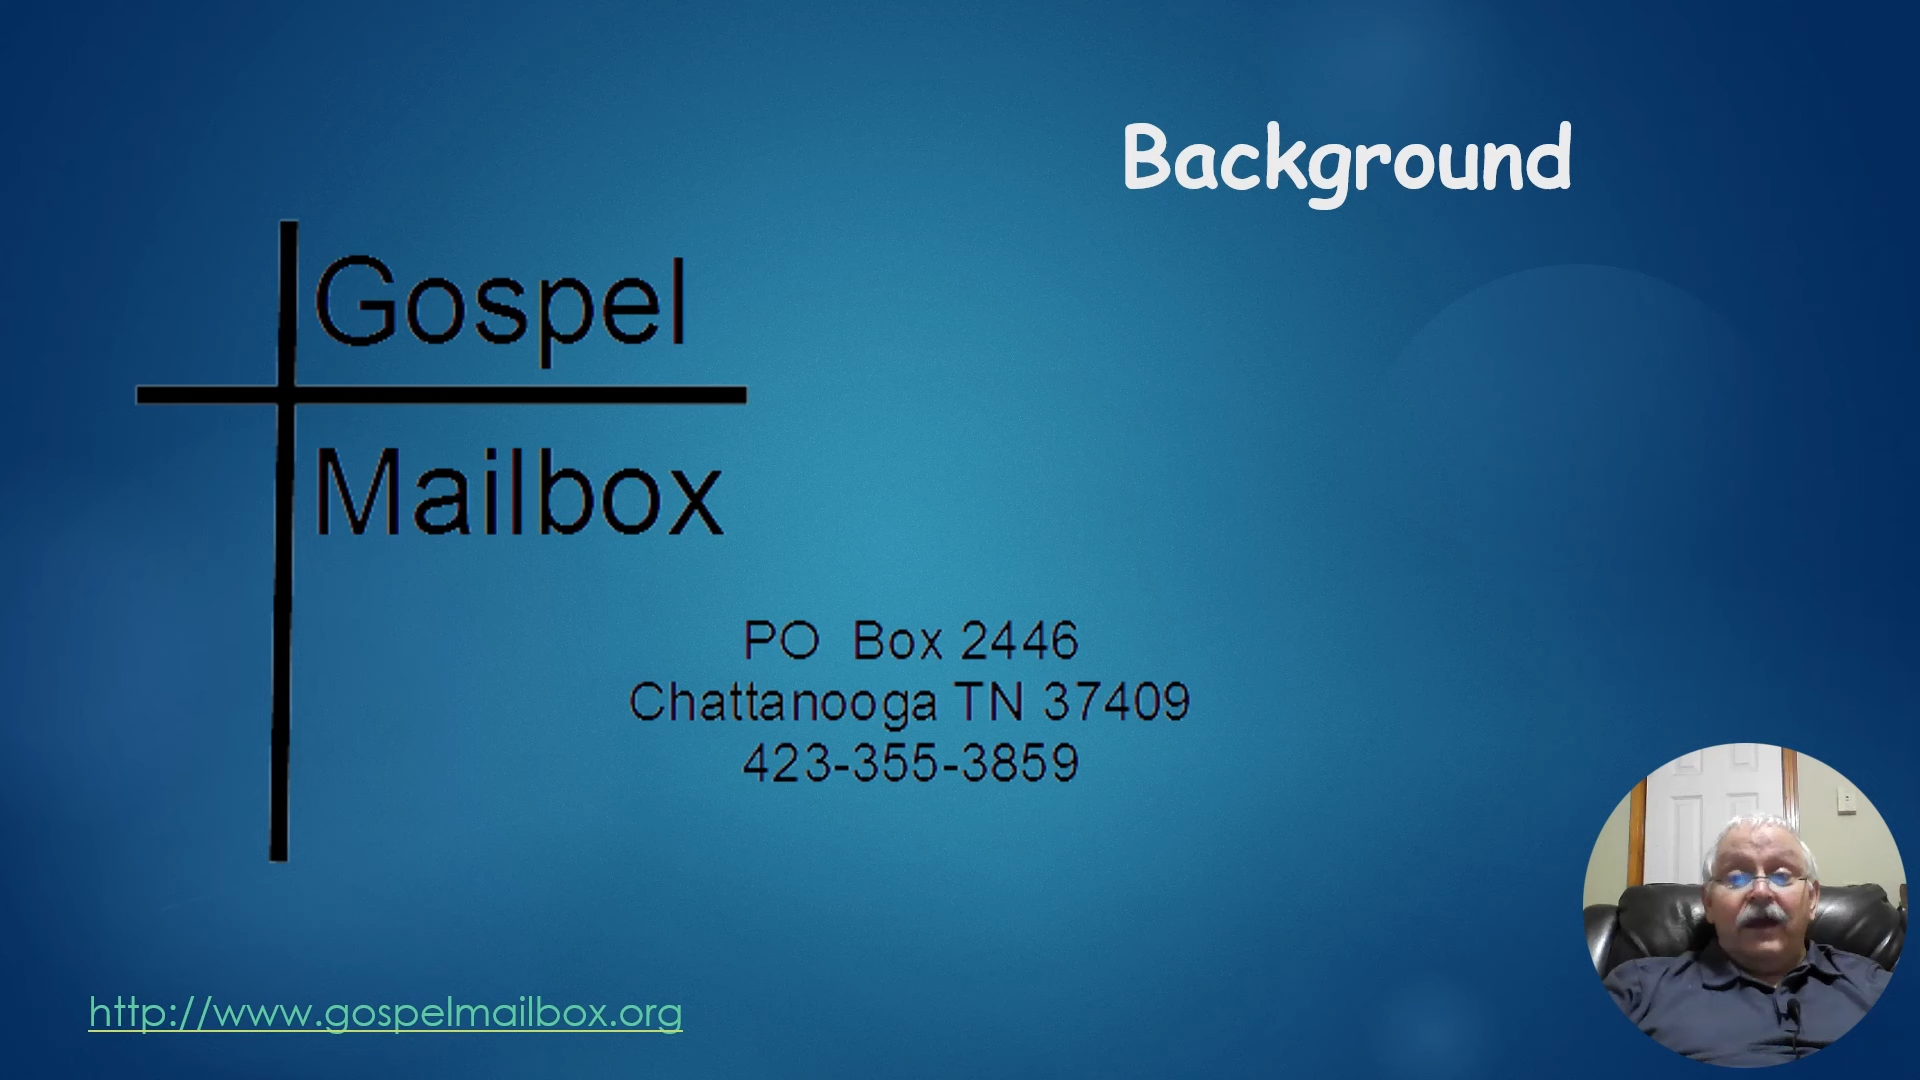 Background
Gospel
Mailbox
PO Box 2446
Chattanooga TN 37409
423-355-3859
http://www.gospelmailbox.org